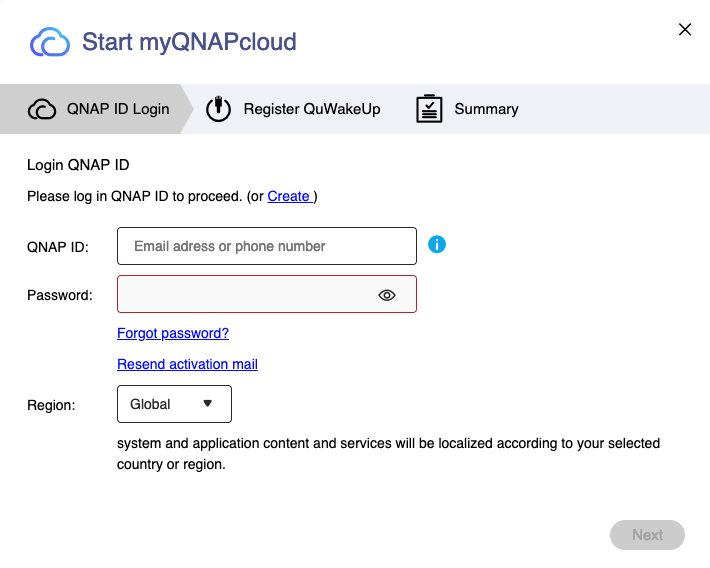 Start myQNAPcloud
QNAP ID Login
Register QuWakeUp
Summary
Login QNAP ID
Please log in QNAP ID to proceed. (or Create )
QNAP ID:
Email adress or phone number
Password:
Forgot password?
Resend activation mail
Region:
Global
system and application content and services will be localized according to your selected
country or region.
Next